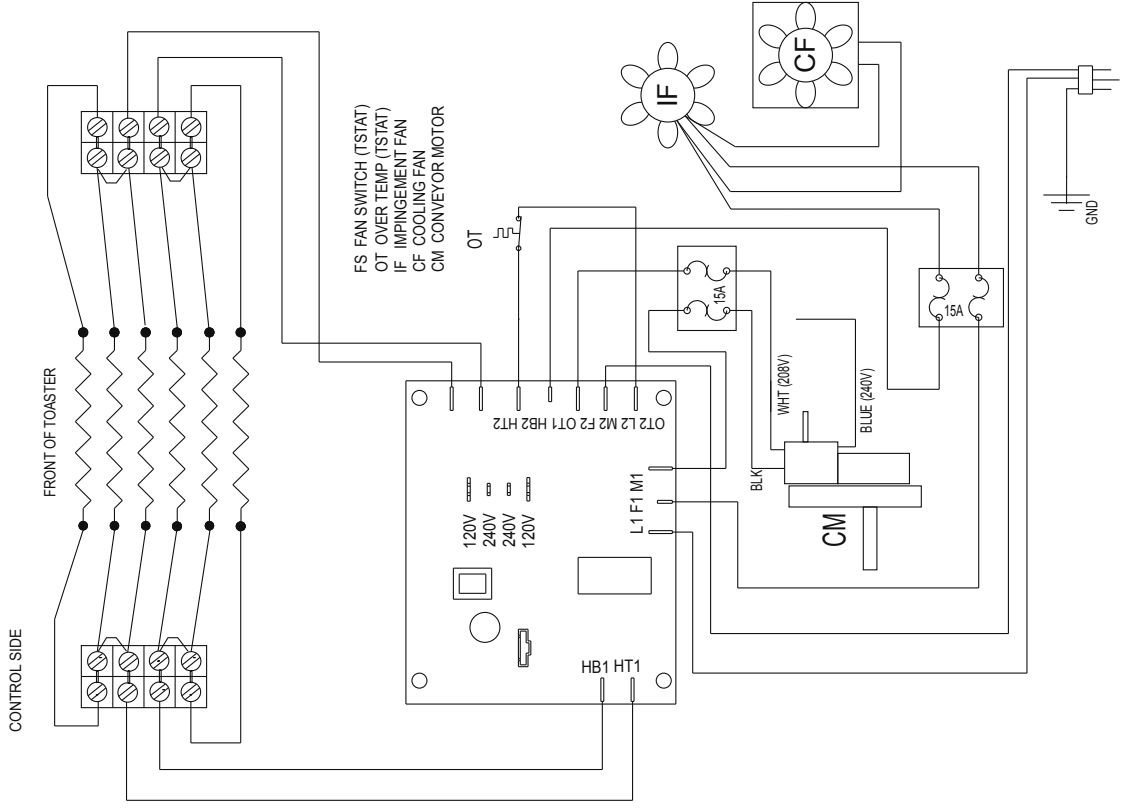 CONTROL SIDE
FRONT OF TOASTER
FS FAN SWITCH (TSTAT)
OT OVER TEMP (TSTAT)
IF IMPINGEMENT FAN
CF COOLING FAN
CM CONVEYOR MOTOR
IF
CF
OT
GND
15A
15A
WHT (208V)
BLUE (240V)
BLK
CM
OT2 L2 M2 F2 OT1 HB2 HT2
L1 F1 M1
120V
240V
240V
120V
HB1 HT1